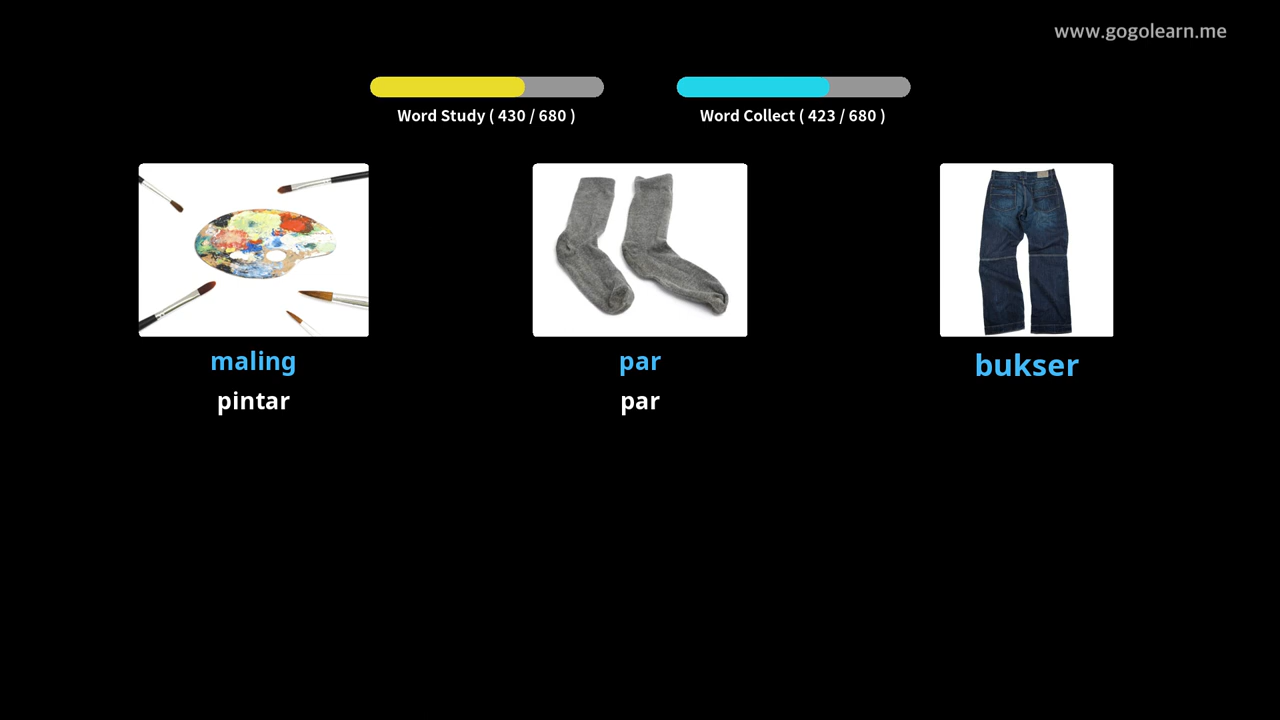 www.gogolearn.me
Word Study ( 430 / 680 )
Word Collect ( 423 / 680 )
maling
pintar
par
par
bukser